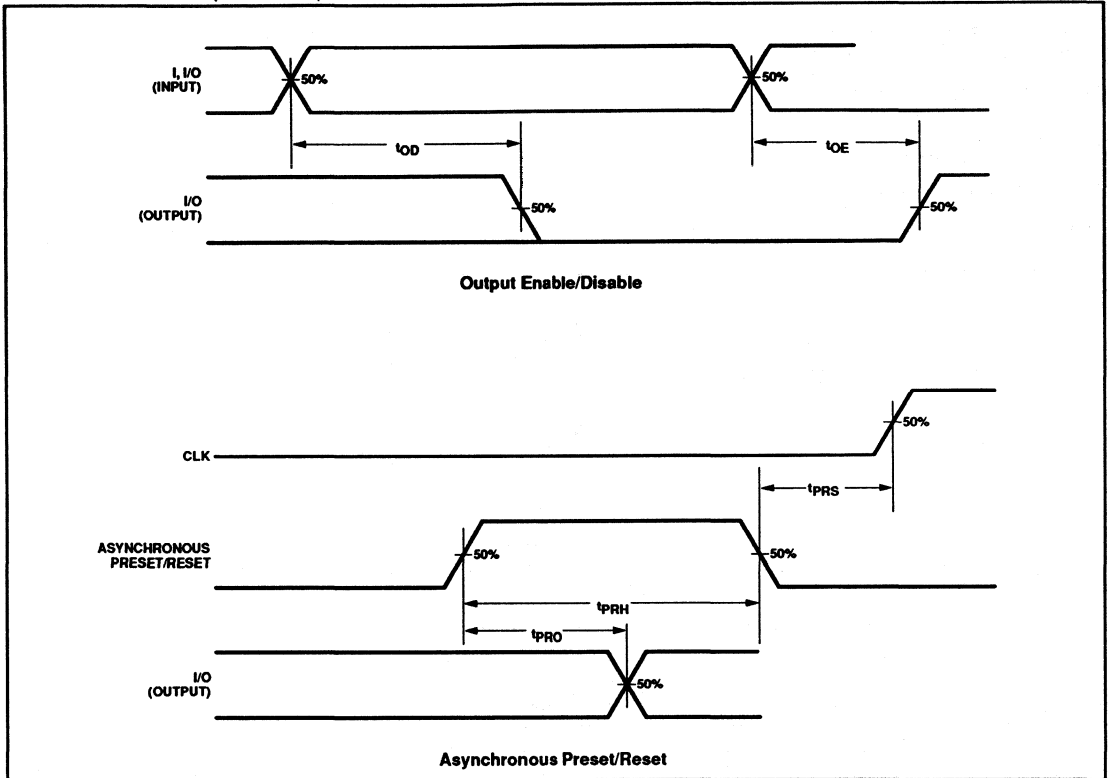 I, I/O
(INPUT)
50%
50%
tOD
tOE
I/O
(OUTPUT)
50%
50%
Output Enable/Disable
CLK
50%
tPRS
ASYNCHRONOUS
PRESET/RESET
50%
50%
tPRH
tPRO
I/O
(OUTPUT)
50%
Asynchronous Preset/Reset